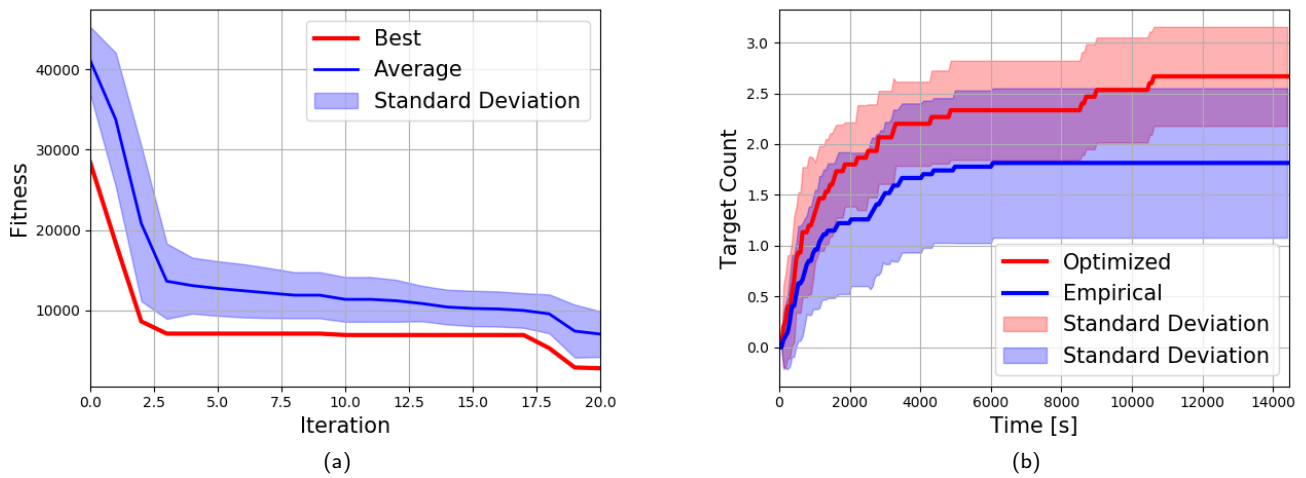 Fitness
40000
30000
20000
10000
Best
Average
Standard Deviation
0.0 2.5 5.0 7.5 10.0 12.5 15.0 17.5 20.0
Iteration
(a)
Target Count
3.0
2.5
2.0
1.5
1.0
0.5
0.0
Optimized
Empirical
Standard Deviation
Standard Deviation
0 2000 4000 6000 8000 10000 12000 14000
Time [s]
(b)